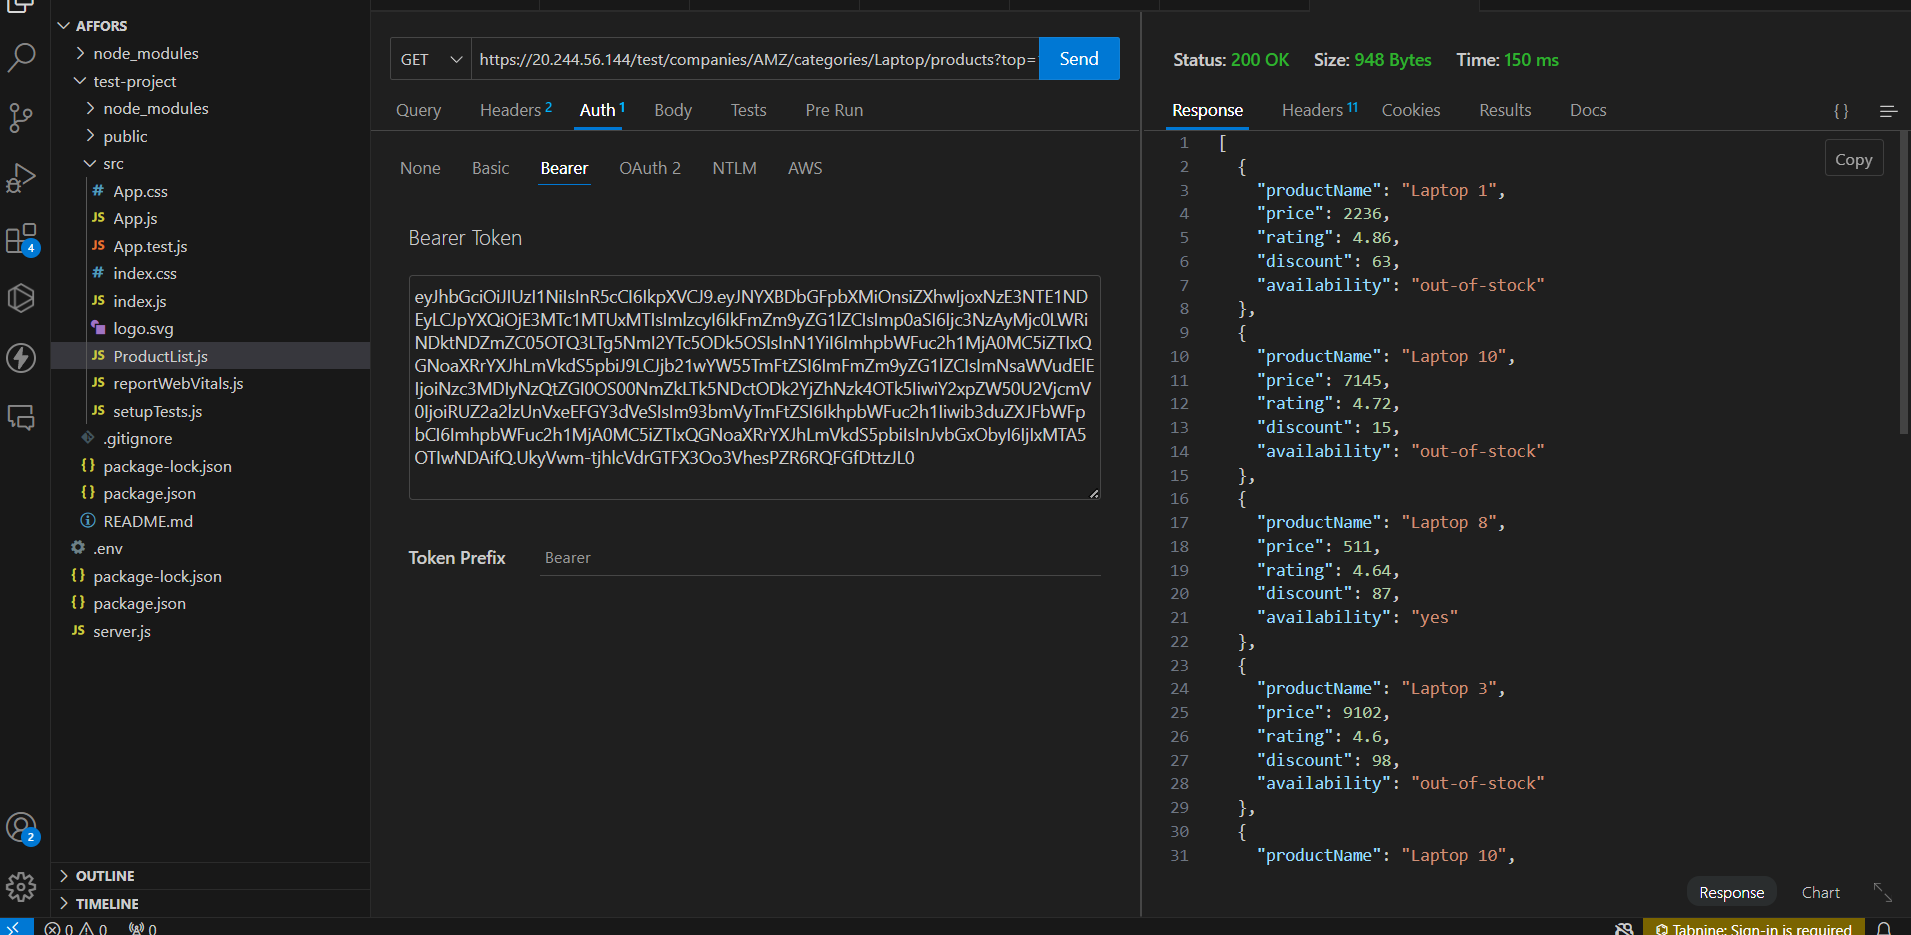 AFFORS
node_modules
test-project
node_modules
public
src
# App.css
JS App.js
JS App.test.js
# index.css
JS index.js
logo.svg
JS ProductList.js
JS reportWebVitals.js
JS setupTests.js
.gitignore
{} package-lock.json
{} package.json
README.md
.env
{} package-lock.json
{} package.json
JS server.js
OUTLINE
TIMELINE
4
2
0 0 0
GET https://20.244.56.144/test/companies/AMZ/categories/Laptop/products?top= Send
Query Headers 2 Auth 1 Body Tests Pre Run
None Basic Bearer OAuth 2 NTLM AWS
Bearer Token
Token Prefix Bearer
Status: 200 OK Size: 948 Bytes Time: 150 ms
Response Headers 11 Cookies Results Docs {}
Copy
1 [
2 {
3 "productName": "Laptop 1",
4 "price": 2236,
5 "rating": 4.86,
6 "discount": 63,
7 "availability": "out-of-stock"
8 },
9 {
10 "productName": "Laptop 10",
11 "price": 7145,
12 "rating": 4.72,
13 "discount": 15,
14 "availability": "out-of-stock"
15 },
16 {
17 "productName": "Laptop 8",
18 "price": 511,
19 "rating": 4.64,
20 "discount": 87,
21 "availability": "yes"
22 },
23 {
24 "productName": "Laptop 3",
25 "price": 9102,
26 "rating": 4.6,
27 "discount": 98,
28 "availability": "out-of-stock"
29 },
30 {
31 "productName": "Laptop 10",
Response Chart
Tabnine: Sign-in is required